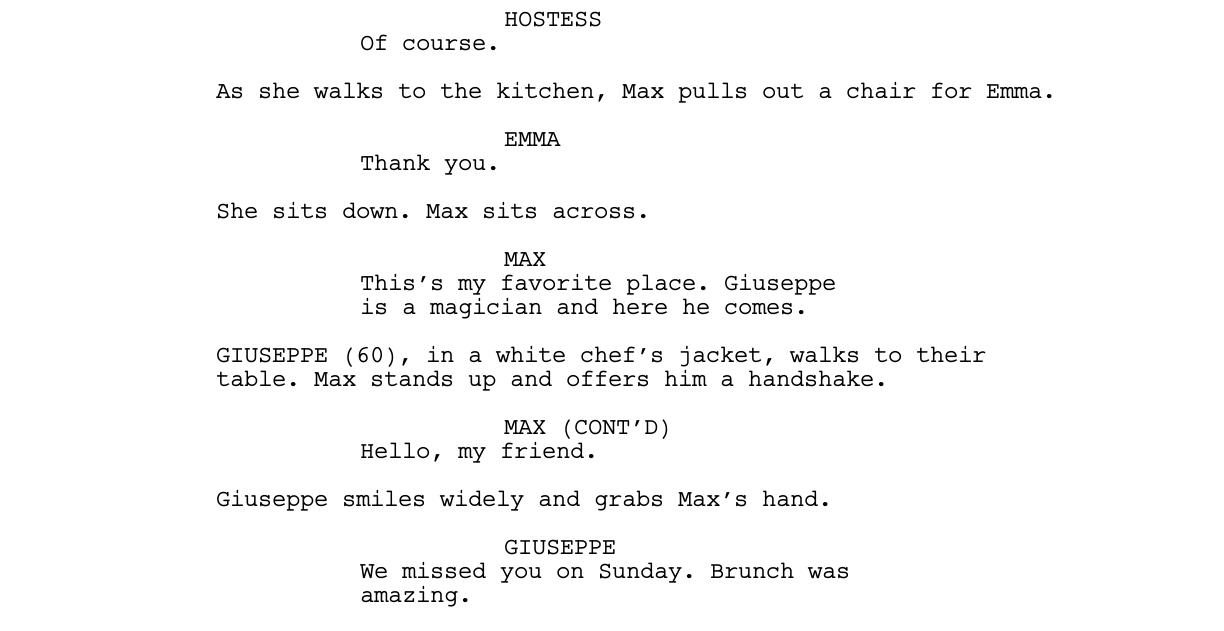 HOSTESS
Of course.
As she walks to the kitchen, Max pulls out a chair for Emma.
EMMA
Thank you.
She sits down. Max sits across.
MAX
This’s my favorite place. Giuseppe
is a magician and here he comes.
GIUSEPPE (60), in a white chef’s jacket, walks to their
table. Max stands up and offers him a handshake.
MAX (CONT’D)
Hello, my friend.
Giuseppe smiles widely and grabs Max’s hand.
GIUSEPPE
We missed you on Sunday. Brunch was
amazing.